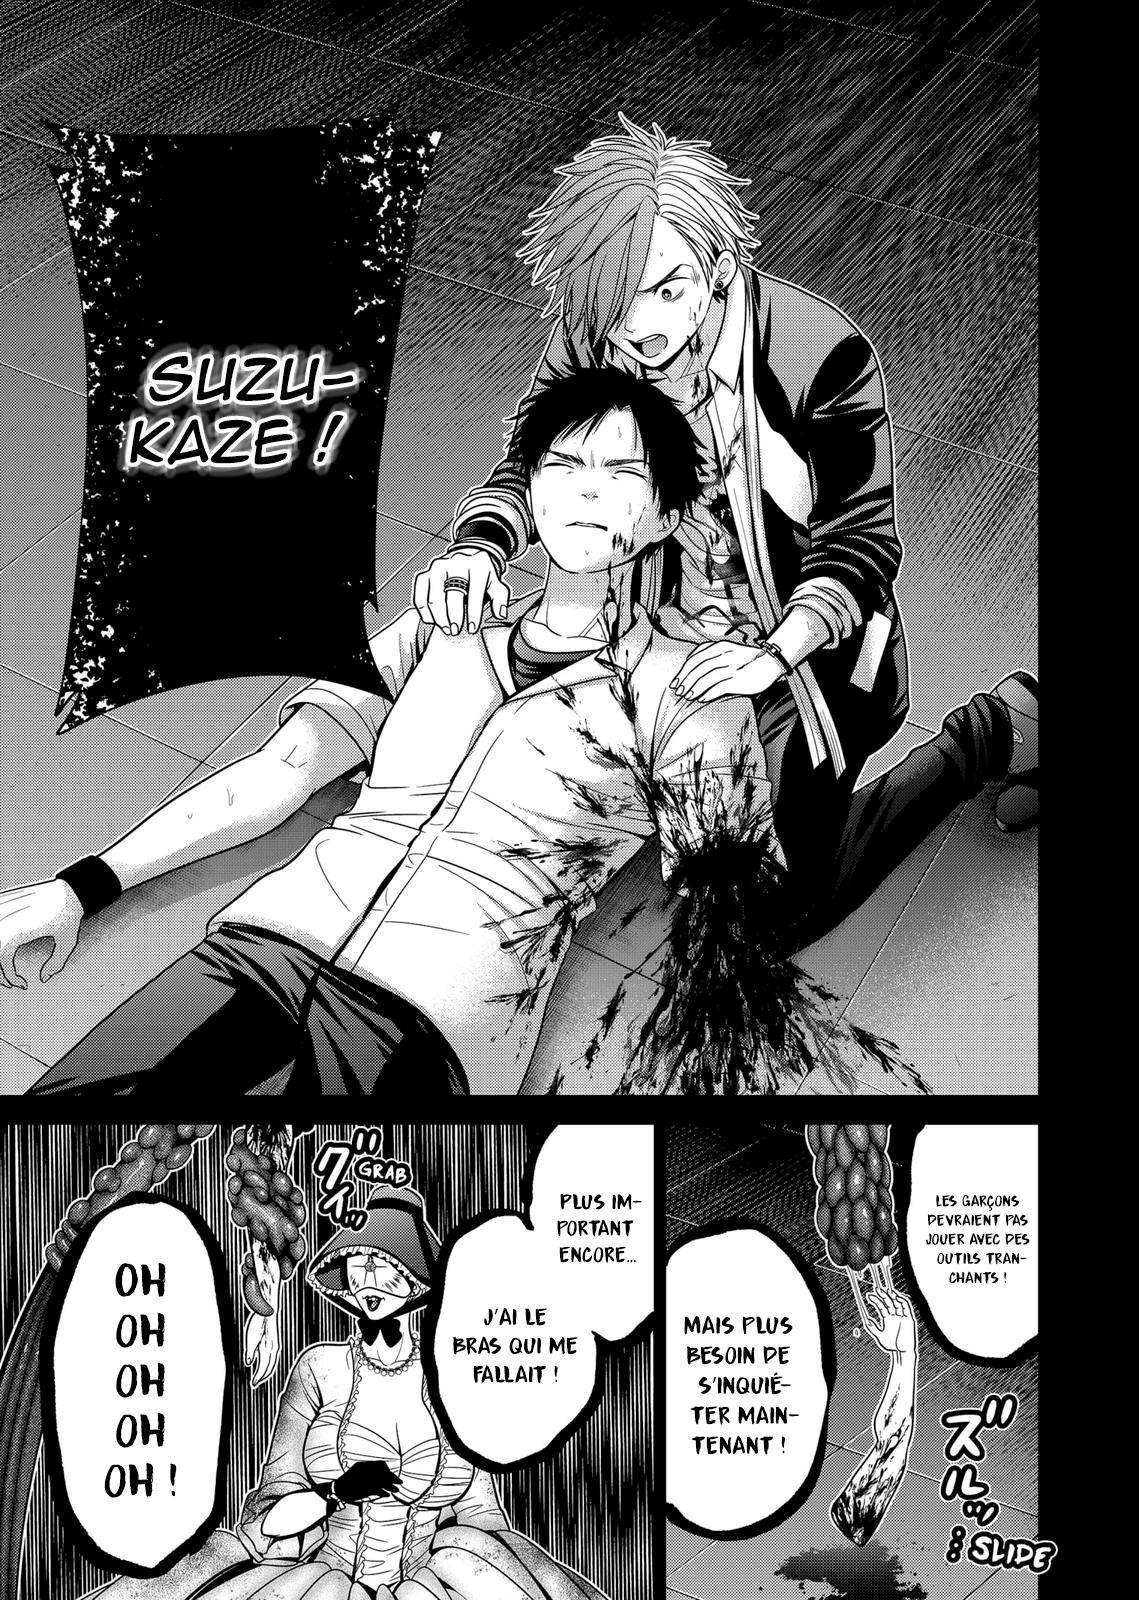 SUZU-
KAZE !
LES GARÇONS
DEVRAIENT PAS
JOUER AVEC DES
OUTILS TRAN-
CHANTS !
ズルッ…
SLIDE
MAIS PLUS
BESOIN DE
S'INQUIÉ-
TER MAIN-
TENANT !
PLUS IM-
PORTANT
ENCORE...
J'AI LE
BRAS QUI ME
FALLAIT !
グイ…
GRAB
OH
OH
OH
OH
OH !